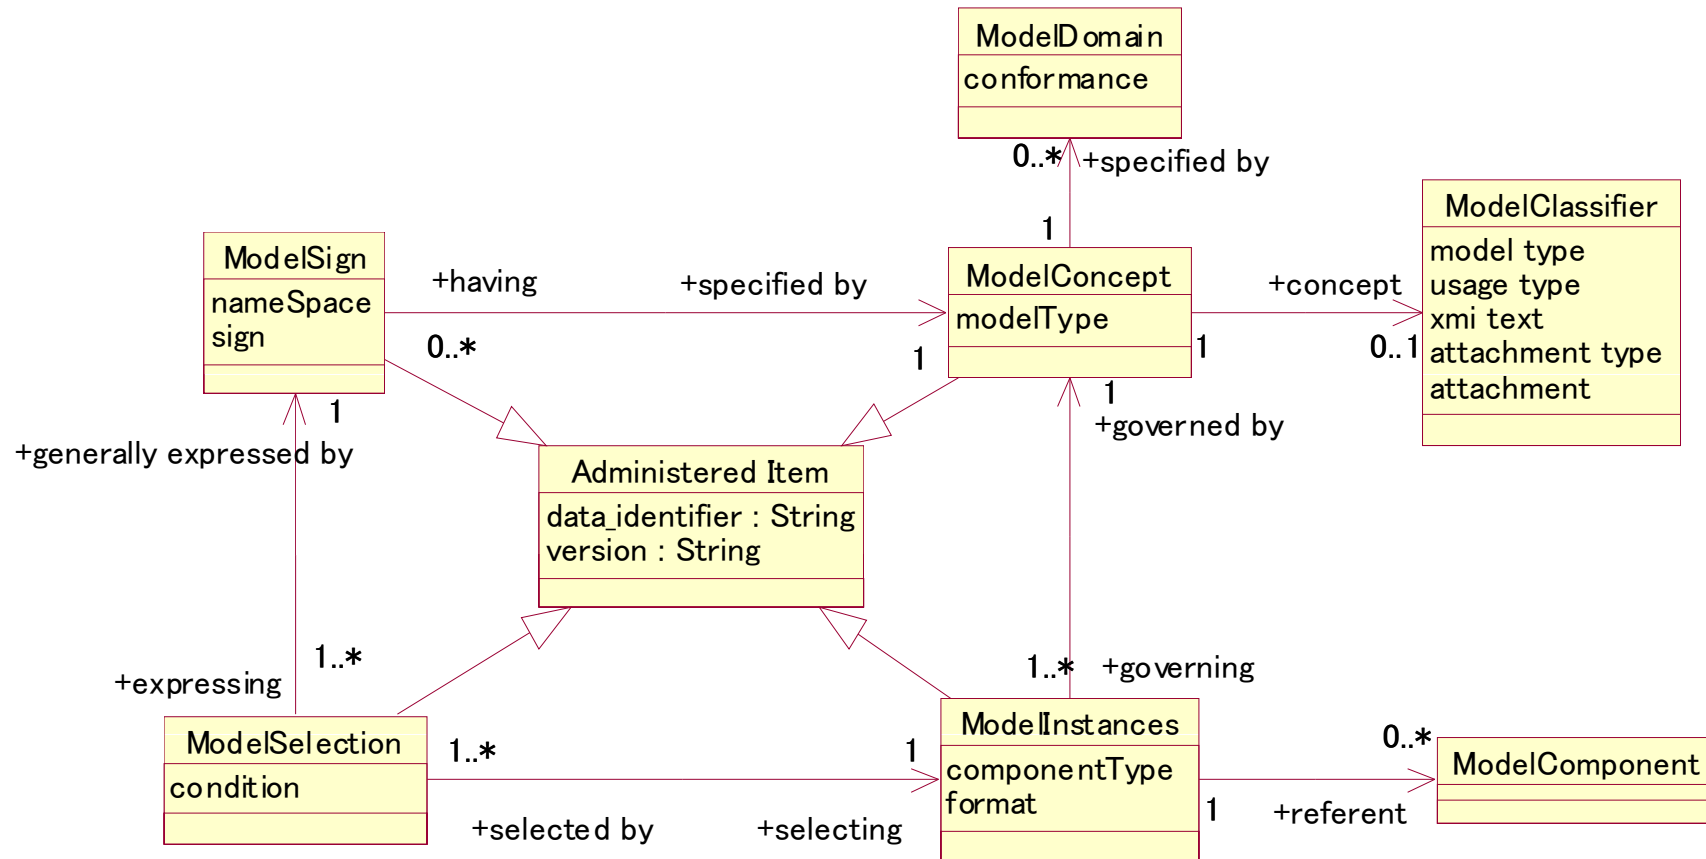 ModelDomain
conformance
0..*
+specified by
1
ModelClassifier
model type
usage type
xmi text
attachment type
attachment
ModelSign
nameSpace
sign
+having
+specified by
0..*
1
ModelConcept
modelType
+concept
1
0..1
1
+generally expressed by
1
+governed by
Administered Item
data_identifier : String
version : String
1..*
+expressing
1..*
+governing
ModelSelection
condition
1..*
1
+selected by
+selecting
ModelInstances
componentType
format
0..*
1
+referent
ModelComponent